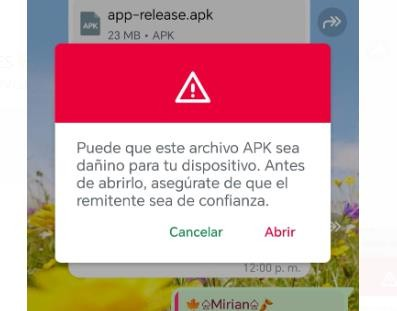 app-release.apk
APK
23 MB • APK
Puede que este archivo APK sea
dañino para tu dispositivo. Antes
de abrirlo, asegúrate de que el
remitente sea de confianza.
Cancelar Abrir
12:00 p. m.
🍁♤Mirian♤